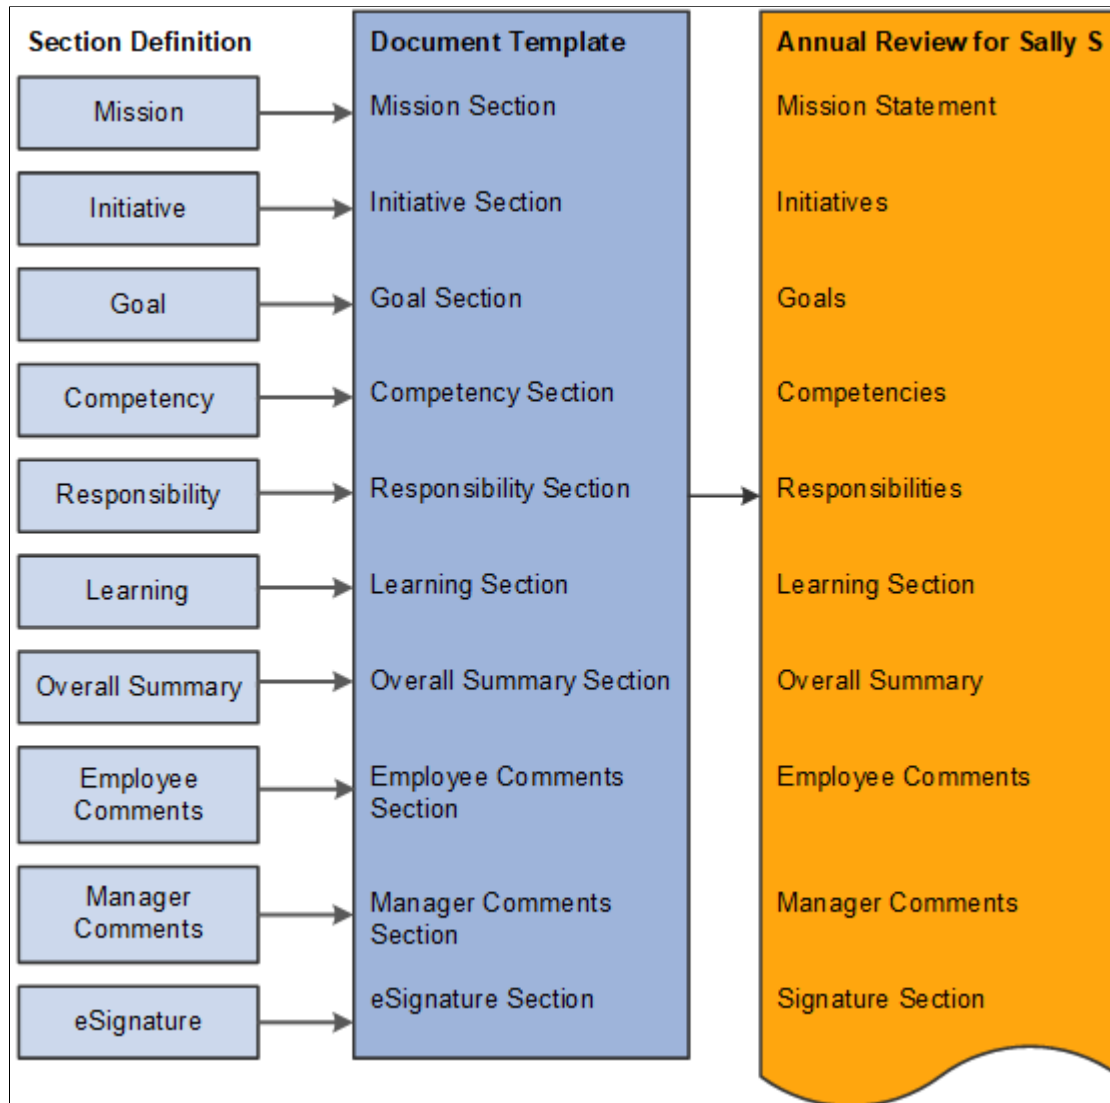 Section Definition
Mission
Initiative
Goal
Competency
Responsibility
Learning
Overall Summary
Employee
Comments
Manager
Comments
eSignature
Document Template
Mission Section
Initiative Section
Goal Section
Competency Section
Responsibility Section
Learning Section
Overall Summary Section
Employee Comments
Section
Manager Comments
Section
eSignature Section
Annual Review for Sally S
Mission Statement
Initiatives
Goals
Competencies
Responsibilities
Learning Section
Overall Summary
Employee Comments
Manager Comments
Signature Section